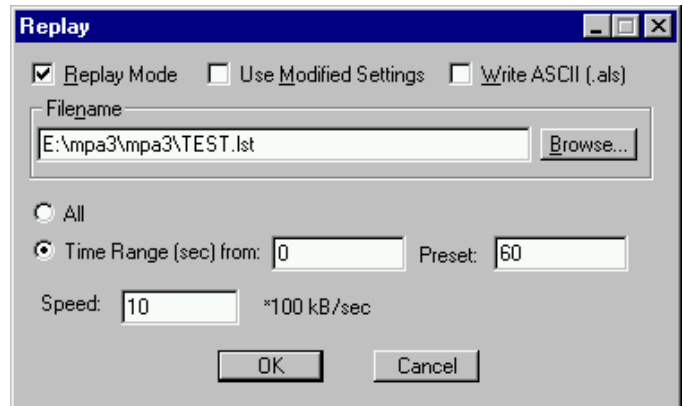 Replay
Replay Mode Use Modified Settings Write ASCII (.als)
Filename
E:\mpa3\mpa3\TEST.lst Browse...
All
Time Range (sec) from: 0 Preset: 60
Speed: 10 *100 kB/sec
OK Cancel